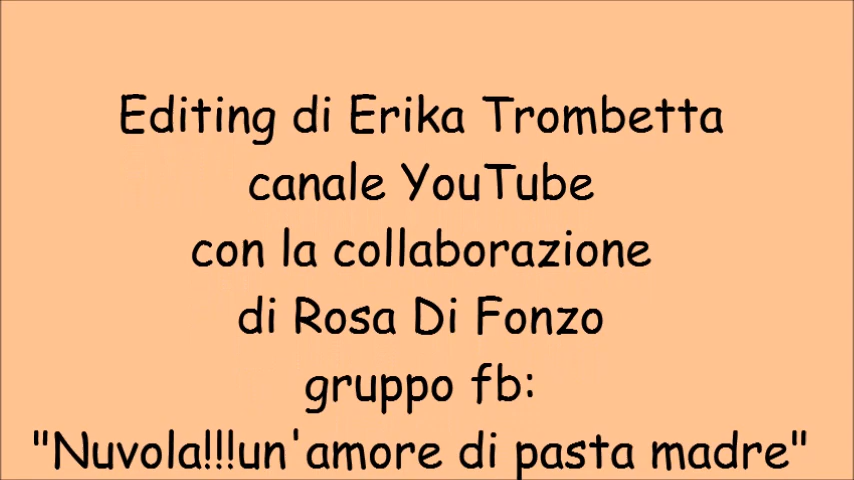 Editing di Erika Trombetta
canale YouTube
con la collaborazione
di Rosa Di Fonzo
gruppo fb:
"Nuvola!!!un'amore di pasta madre"